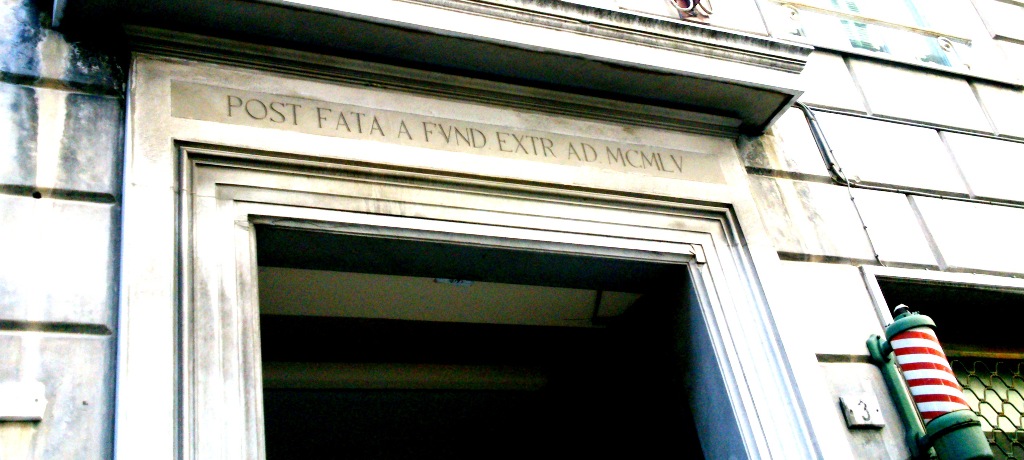 POST FATA A FVND EXTR AD MCMLV
3